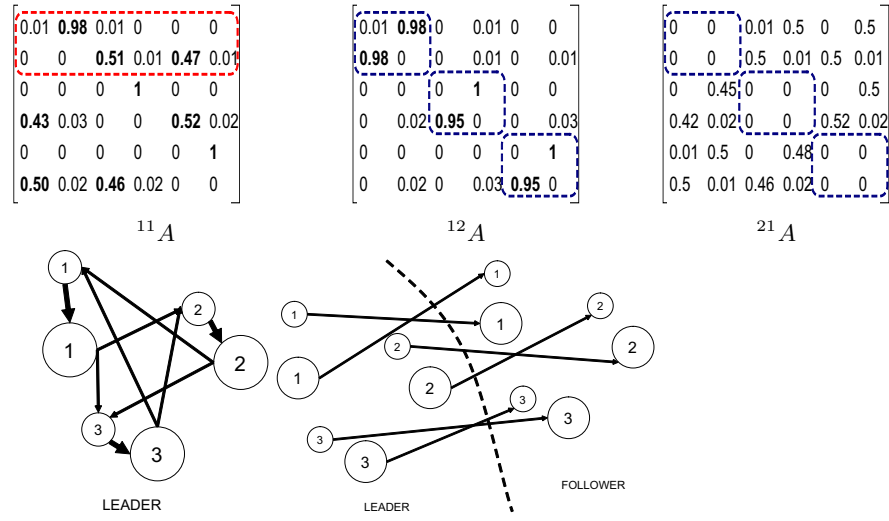 0.01 0.98 0.01 0 0 0
0 0 0.51 0.01 0.47 0.01
0 0 0 1 0 0
0.43 0.03 0 0 0.52 0.02
0 0 0 0 0 1
0.50 0.02 0.46 0.02 0 0
11A
0.01 0.98 0 0.01 0 0
0.98 0 0 0.01 0 0.01
0 0 0 1 0 0
0 0.02 0.95 0 0 0.03
0 0 0 0 0 1
0 0.02 0 0.03 0.95 0
12A
0 0 0.01 0.5 0 0.5
0 0 0.5 0.01 0.5 0.01
0 0.45 0 0 0 0.5
0.42 0.02 0 0 0.52 0.02
0.01 0.5 0 0.48 0 0
0.5 0.01 0.46 0.02 0 0
21A
1
2
1
2
3
3
LEADER
1
1
2
1
1
2
2
2
3
3
3
3
LEADER
FOLLOWER